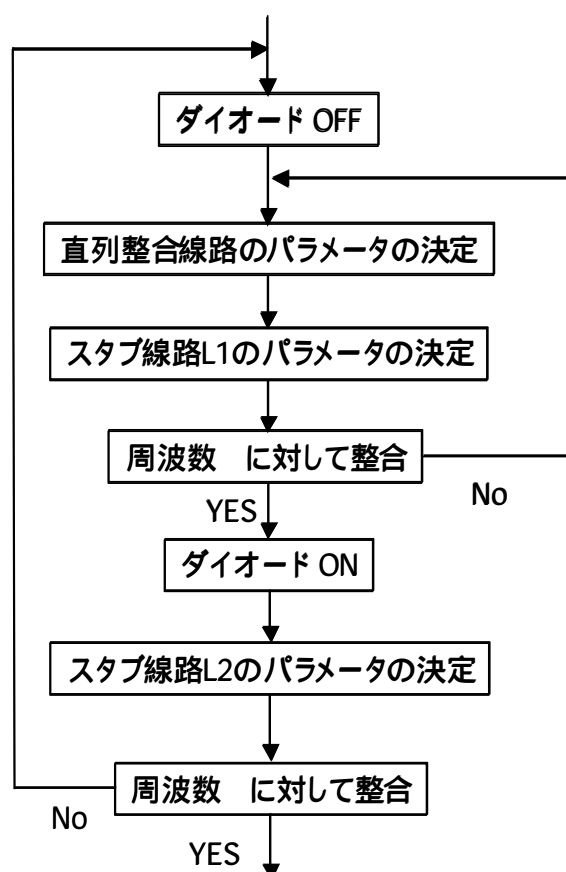 ダイオード OFF
直列整合線路のパラメータの決定
スタブ線路L1のパラメータの決定
周波数　に対して整合
No
YES
ダイオード ON
スタブ線路L2のパラメータの決定
周波数　に対して整合
No
YES